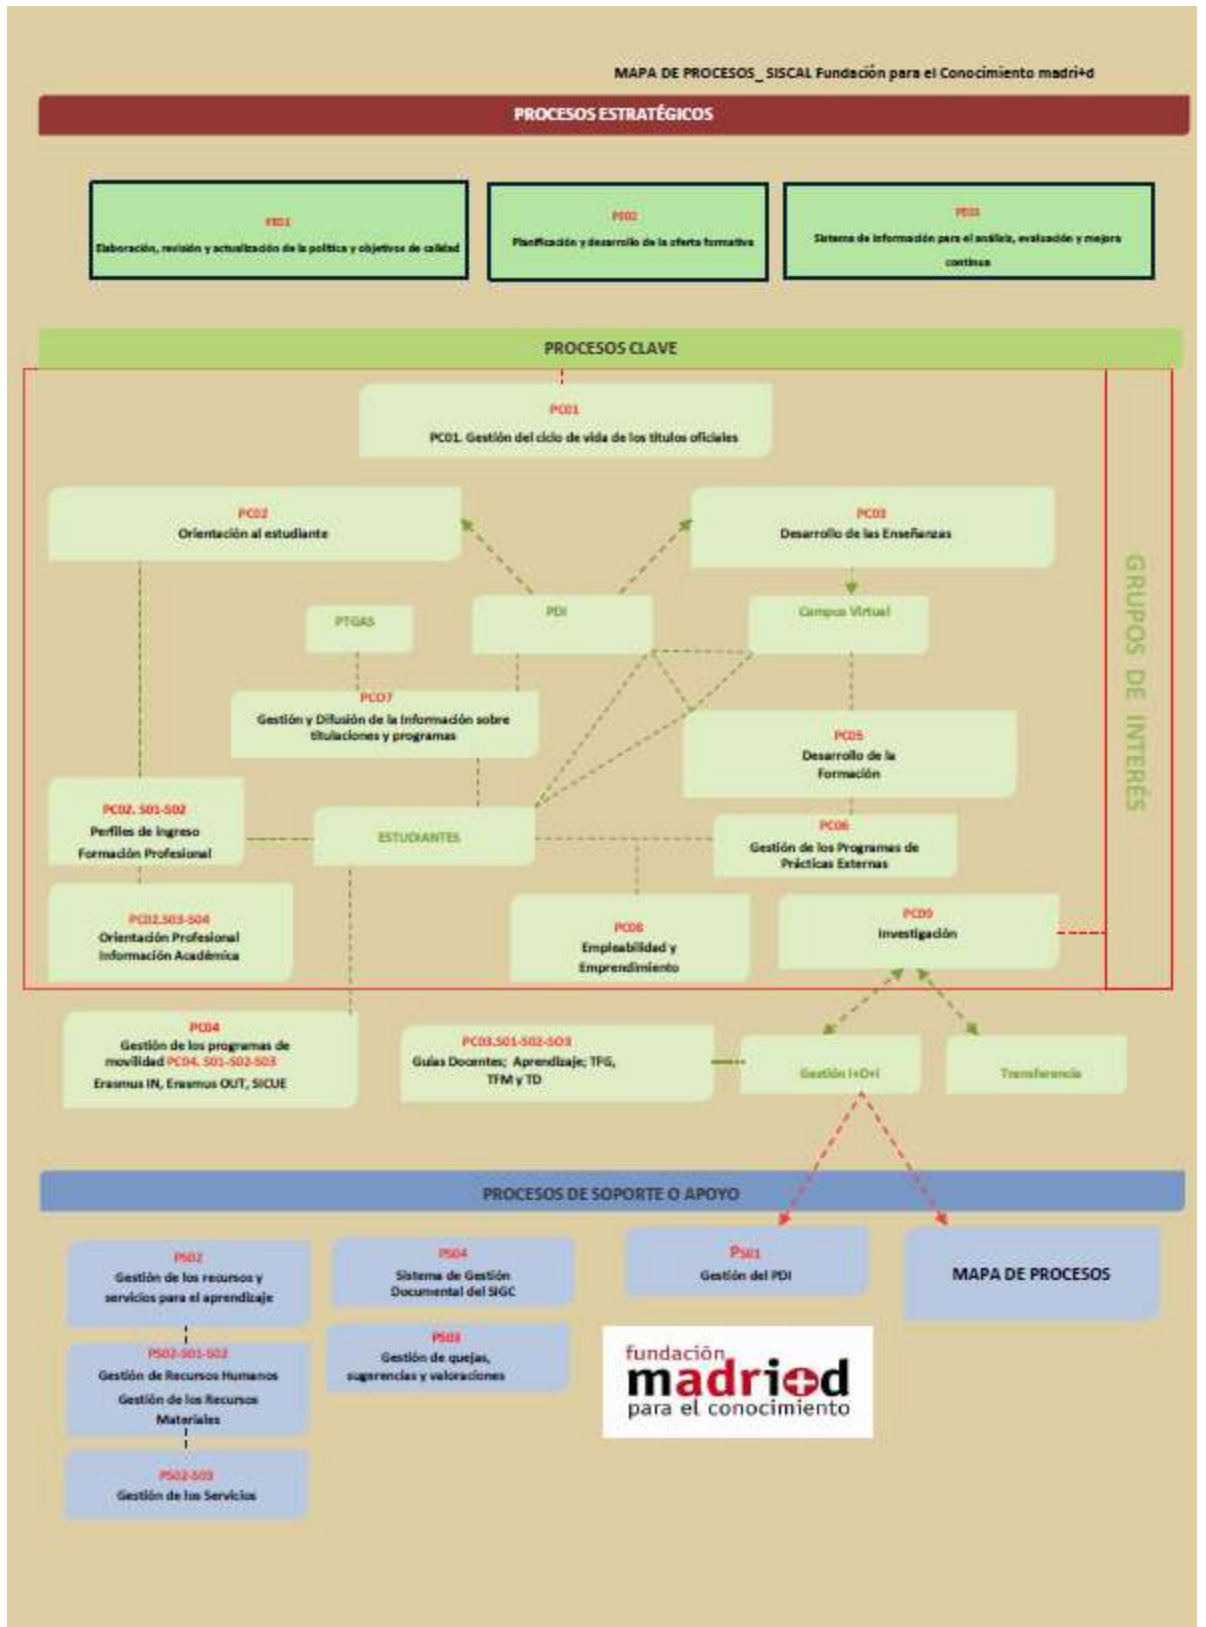 MAPA DE PROCESOS_ SISCAL Fundación para el Conocimiento madri+d
PROCESOS ESTRATÉGICOS
PE01
Elaboración, revisión y actualización de la política y objetivos de calidad
PE02
Planificación y desarrollo de la oferta formativa
PE03
Sistema de información para el análisis, evaluación y mejora
continua
PROCESOS CLAVE
PC01
PC01. Gestión del ciclo de vida de los títulos oficiales
PC02
Orientación al estudiante
PC03
Desarrollo de las Enseñanzas
GRUPOS DE INTERÉS
PTGAS
PDI
Campus Virtual
PCO7
Gestión y Difusión de la Información sobre
titulaciones y programas
PC05
Desarrollo de la
Formación
PC02. S01-S02
Perfiles de ingreso
Formación Profesional
ESTUDIANTES
PC06
Gestión de los Programas de
Prácticas Externas
PC02.S03-S04
Orientación Profesional
Información Académica
PC08
Empleabilidad y
Emprendimiento
PC09
Investigación
PC04
Gestión de los programas de
movilidad PC04. S01-S02-S03
Erasmus IN, Erasmus OUT, SICUE
PC03.S01-S02-SO3
Guías Docentes; Aprendizaje; TFG,
TFM y TD
Gestión I+D+i
Transferencia
PROCESOS DE SOPORTE O APOYO
PS02
Gestión de los recursos y
servicios para el aprendizaje
PS04
Sistema de Gestión
Documental del SIGC
PS01
Gestión del PDI
MAPA DE PROCESOS
PS02-S01-S02
Gestión de Recursos Humanos
Gestión de los Recursos
Materiales
PS03
Gestión de quejas,
sugerencias y valoraciones
fundación
madri+d
para el conocimiento
PS02-S03
Gestión de los Servicios